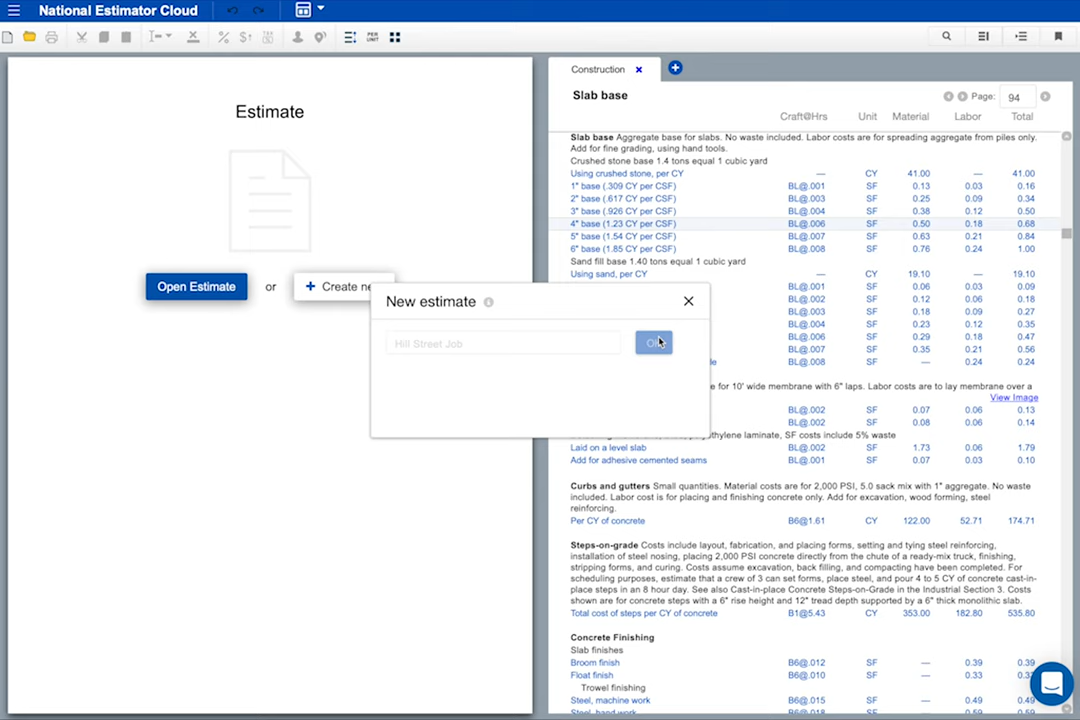 National Estimator Cloud
PER UNIT
Estimate
Open Estimate
or
+ Create ne
New estimate
Hill Street Job
Construction
Slab base
Page: 94
Craft@Hrs Unit Material Labor Total
Slab base Aggregate base for slabs. No waste included. Labor costs are for spreading aggregate from piles only.
Add for fine grading, using hand tools.
Crushed stone base 1.4 tons equal 1 cubic yard
Using crushed stone, per CY — CY 41.00 — 41.00
1" base (.309 CY per CSF) BL@.001 SF 0.13 0.03 0.16
2" base (.617 CY per CSF) BL@.003 SF 0.25 0.09 0.34
3" base (.926 CY per CSF) BL@.004 SF 0.38 0.12 0.50
4" base (1.23 CY per CSF) BL@.006 SF 0.50 0.18 0.68
5" base (1.54 CY per CSF) BL@.007 SF 0.63 0.21 0.84
6" base (1.85 CY per CSF) BL@.008 SF 0.76 0.24 1.00
Sand fill base 1.40 tons equal 1 cubic yard
Using sand, per CY — CY 19.10 — 19.10
BL@.001 SF 0.06 0.03 0.09
BL@.002 SF 0.12 0.06 0.18
BL@.003 SF 0.18 0.09 0.27
BL@.004 SF 0.23 0.12 0.35
BL@.006 SF 0.29 0.18 0.47
BL@.007 SF 0.35 0.21 0.56
BL@.008 SF — 0.24 0.24
for 10' wide membrane with 6" laps. Labor costs are to lay membrane over a
View Image
BL@.002 SF 0.07 0.06 0.13
BL@.002 SF 0.08 0.06 0.14
laminate, SF costs include 5% waste
Laid on a level slab BL@.002 SF 1.73 0.06 1.79
Add for adhesive cemented seams BL@.001 SF 0.07 0.03 0.10
Curbs and gutters Small quantities. Material costs are for 2,000 PSI, 5.0 sack mix with 1" aggregate. No waste
included. Labor cost is for placing and finishing concrete only. Add for excavation, wood forming, steel
reinforcing.
Per CY of concrete B6@1.61 CY 122.00 52.71 174.71
Steps-on-grade Costs include layout, fabrication, and placing forms, setting and tying steel reinforcing,
installation of steel nosing, placing 2,000 PSI concrete directly from the chute of a ready-mix truck, finishing,
stripping forms, and curing. Costs assume excavation, back filling, and compacting have been completed. For
scheduling purposes, estimate that a crew of 3 can set forms, place steel, and pour 4 to 5 CY of concrete cast-in-
place steps in an 8 hour day. See also Cast-in-place Concrete Steps-on-Grade in the Industrial Section 3. Costs
shown are for concrete steps with a 6" rise height and 12" tread depth supported by a 6" thick monolithic slab.
Total cost of steps per CY of concrete B1@5.43 CY 353.00 182.80 535.80
Concrete Finishing
Slab finishes
Broom finish B6@.012 SF — 0.39 0.39
Float finish B6@.010 SF — 0.33
Trowel finishing
Steel, machine work B6@.015 SF — 0.49 0.49